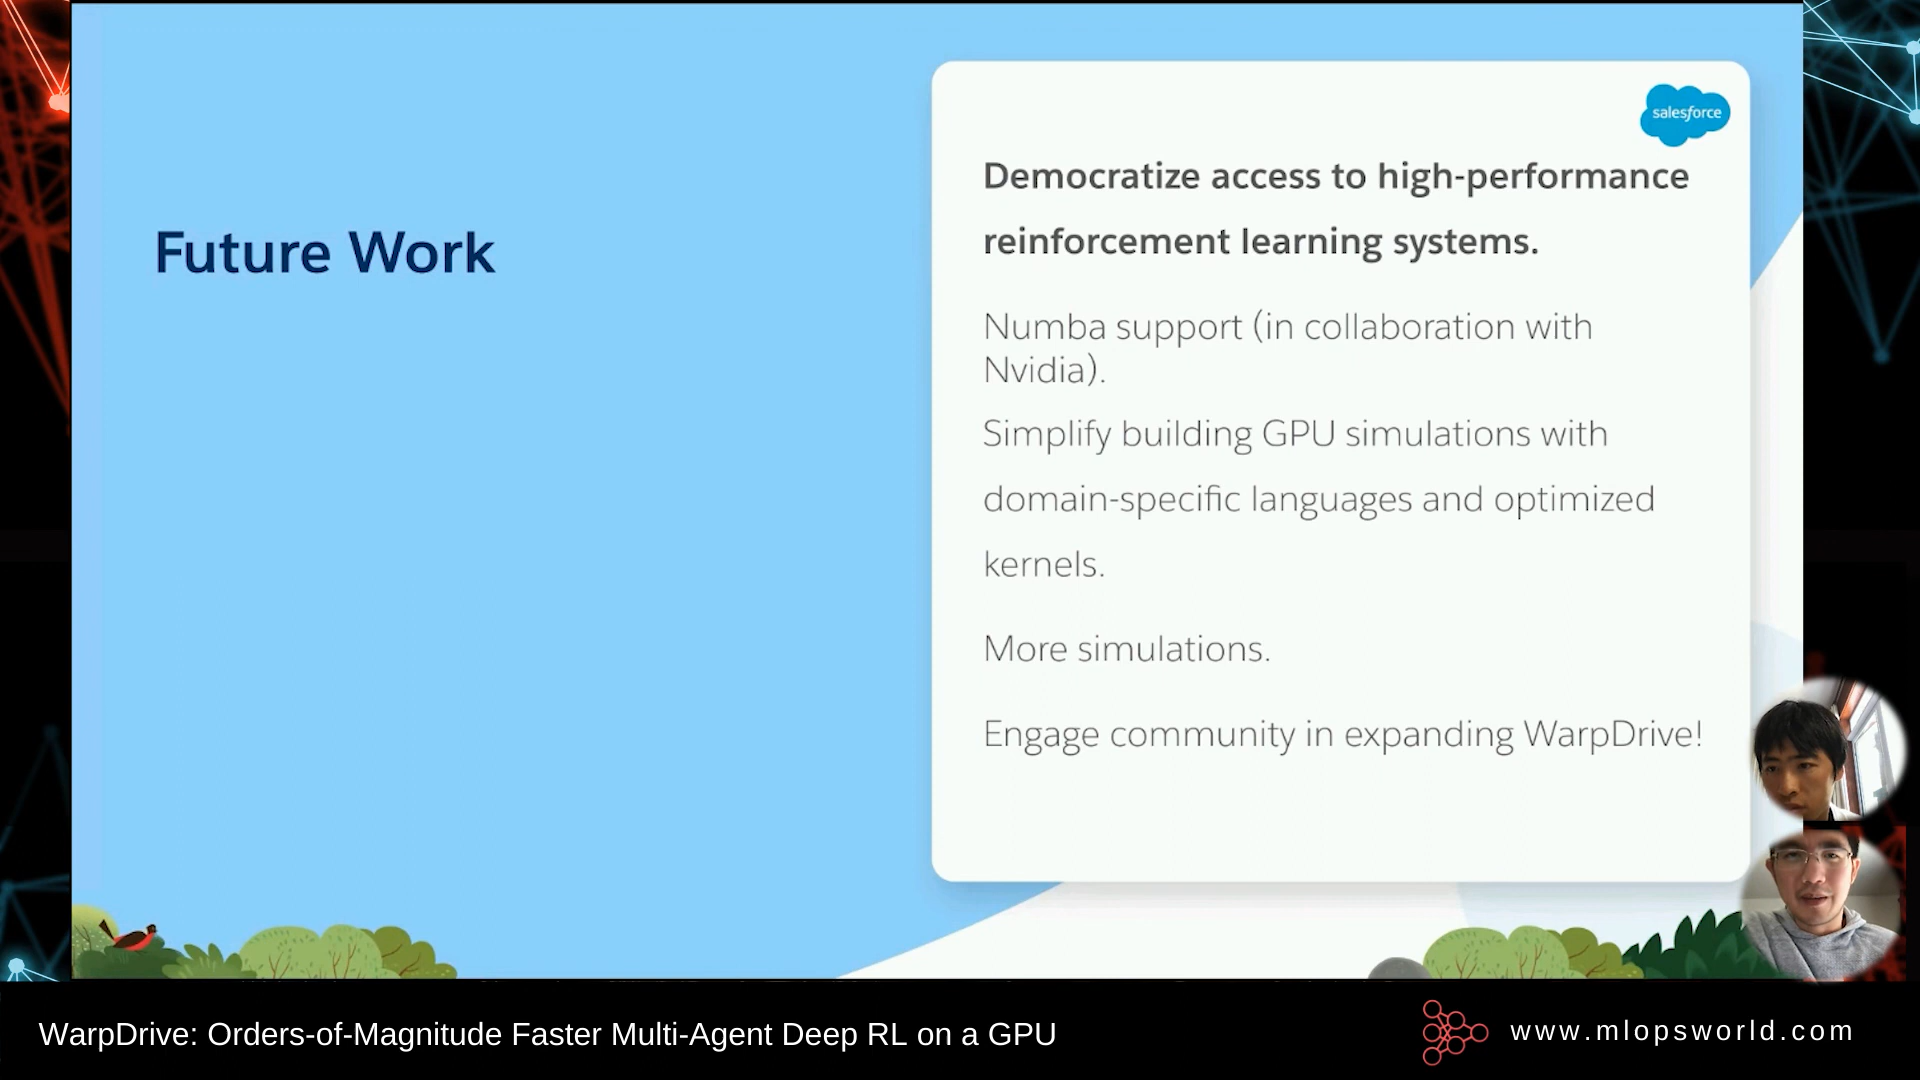 Future Work
salesforce
Democratize access to high-performance
reinforcement learning systems.
Numba support (in collaboration with
Nvidia).
Simplify building GPU simulations with
domain-specific languages and optimized
kernels.
More simulations.
Engage community in expanding WarpDrive!
WarpDrive: Orders-of-Magnitude Faster Multi-Agent Deep RL on a GPU
www.mlopsworld.com